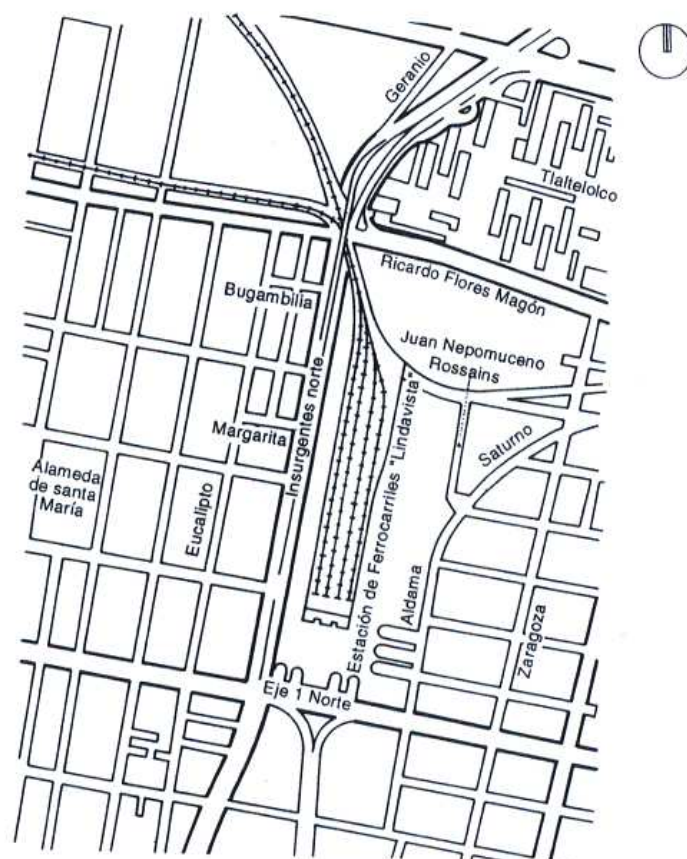 Geranio
Tlaltelolco
Ricardo Flores Magón
Bugambilia
Juan Nepomuceno
Rossains
Insurgentes norte
Estación de Ferrocarriles "Lindavista"
Margarita
Saturno
Alameda
de santa
María
Eucalipto
Aldama
Zaragoza
Eje 1 Norte